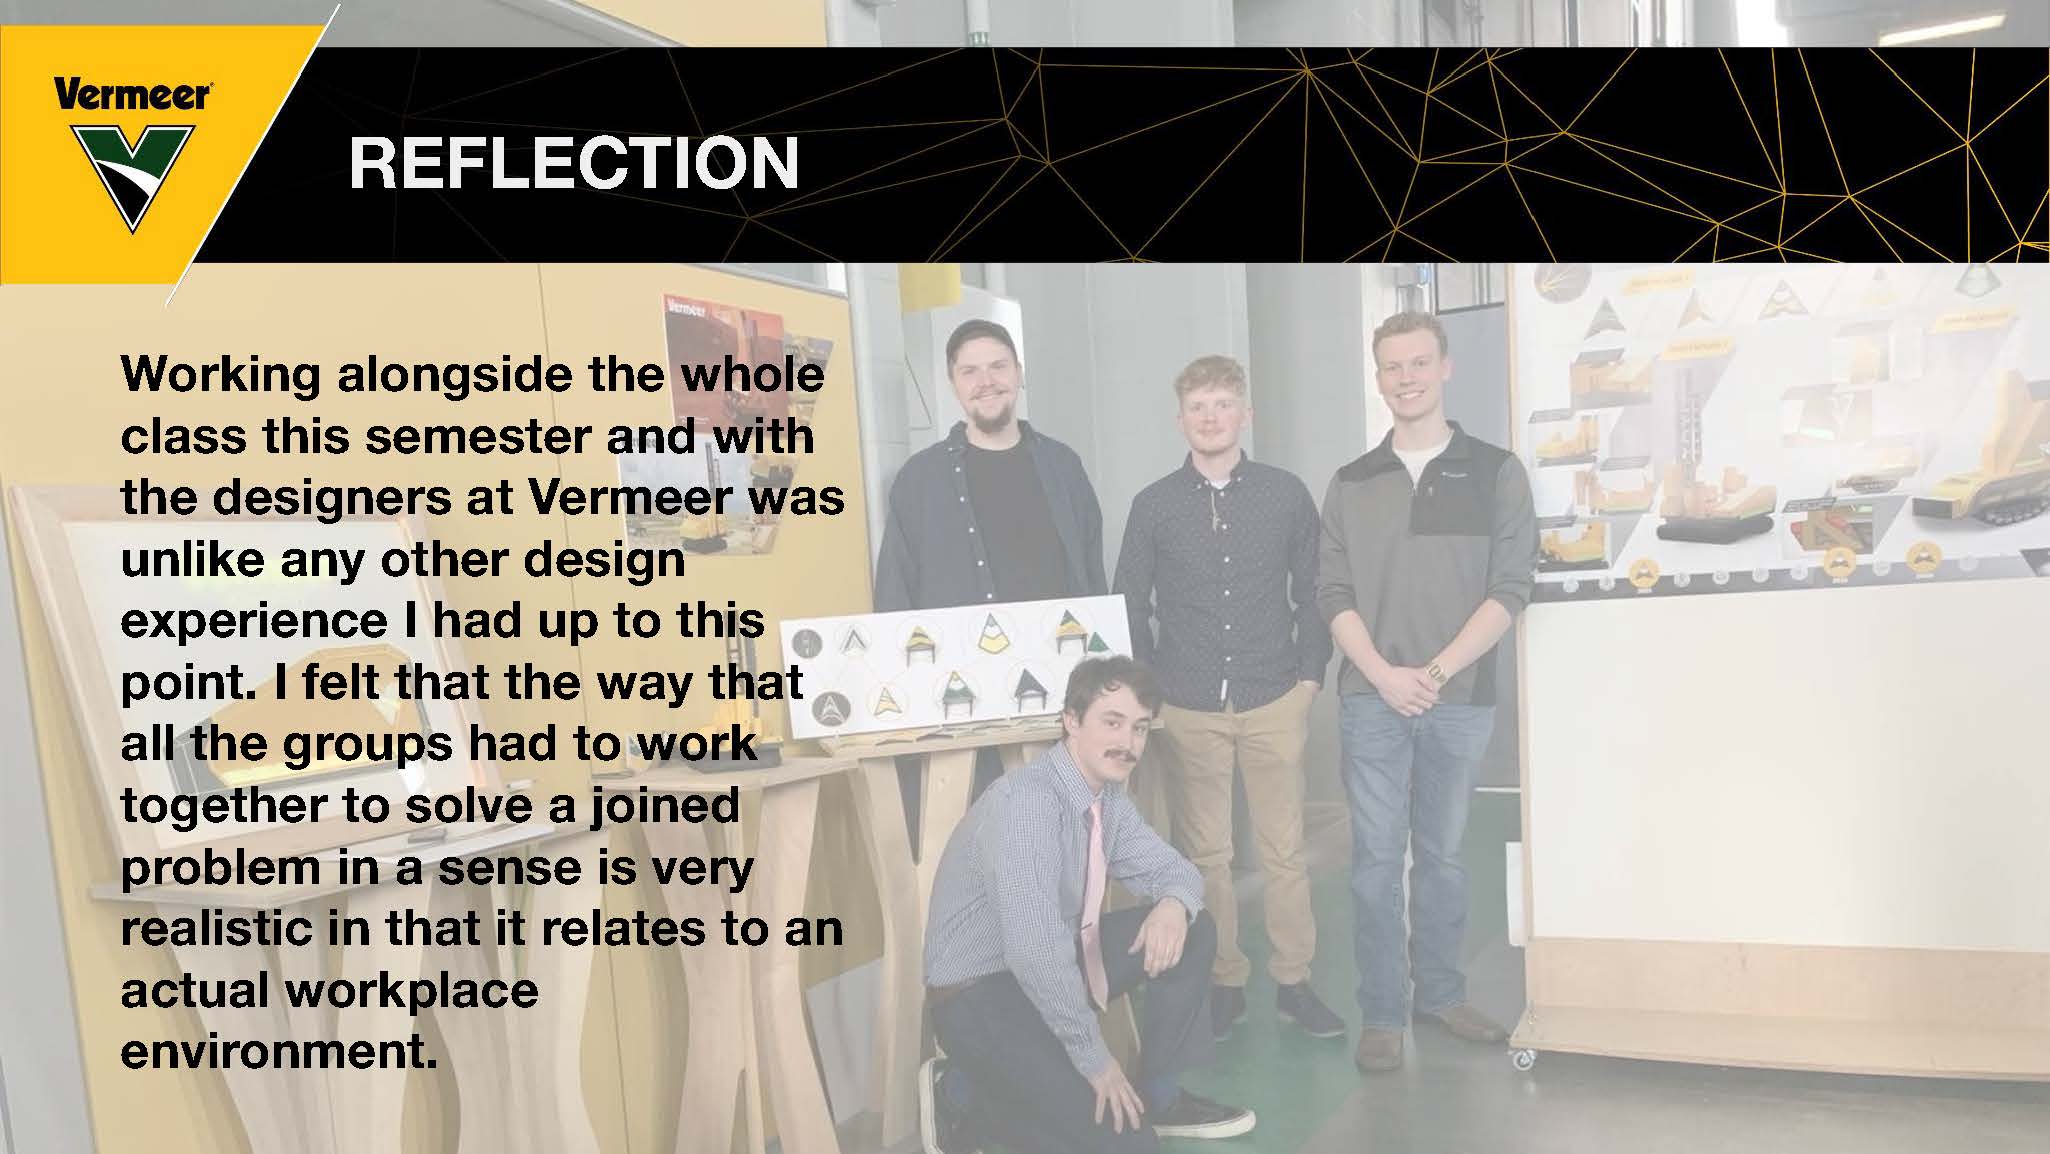 Vermeer
REFLECTION
Vermeer
Vermeer
Working alongside the whole
class this semester and with
the designers at Vermeer was
unlike any other design
experience I had up to this
point. I felt that the way that
all the groups had to work
together to solve a joined
problem in a sense is very
realistic in that it relates to an
actual workplace
environment.